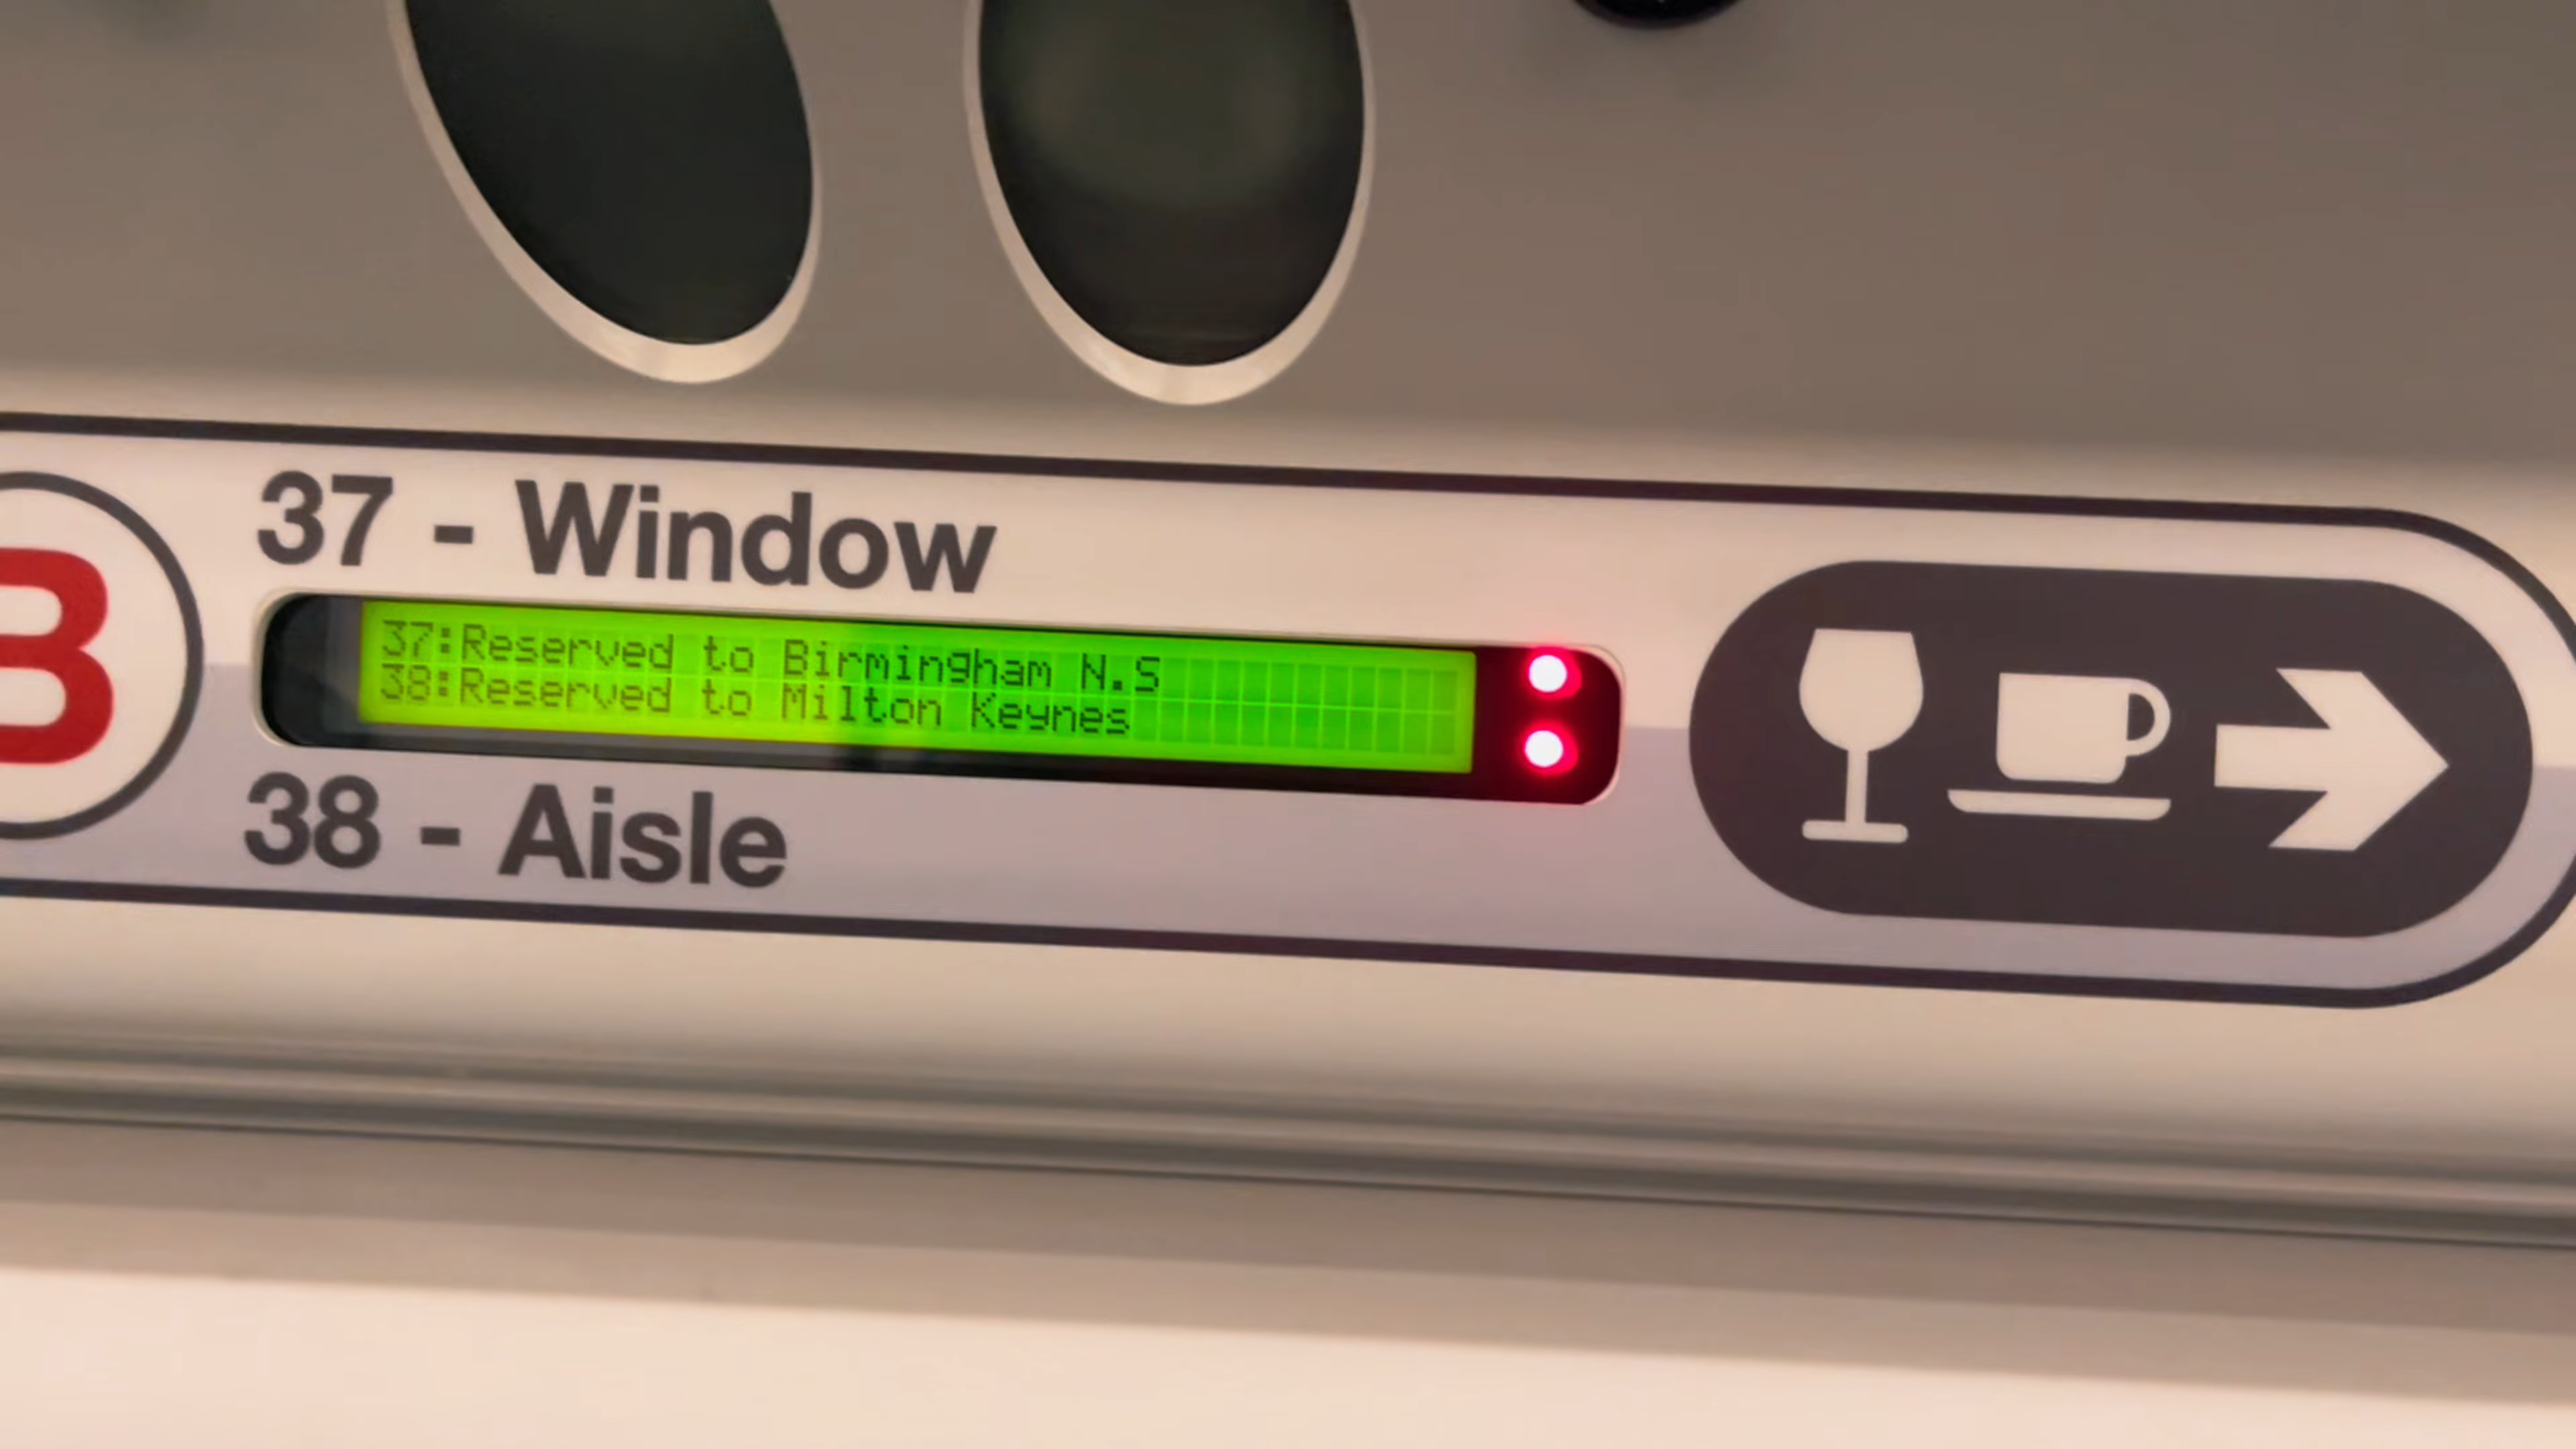 B
37 - Window
37:Reserved to Birmingham N.S
38:Reserved to Milton Keynes
38 - Aisle